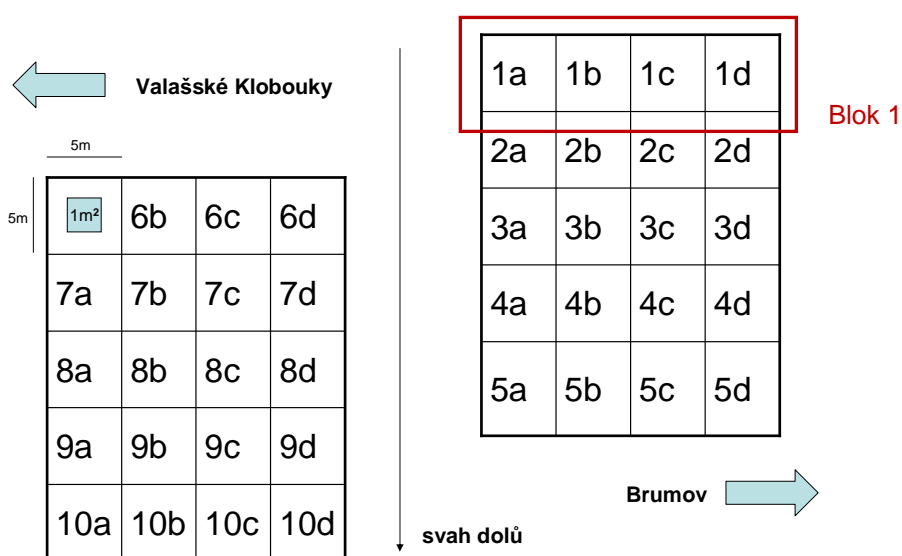 Valašské Klobouky
5m
5m
1m²
6b
6c
6d
7a
7b
7c
7d
8a
8b
8c
8d
9a
9b
9c
9d
10a
10b
10c
10d
1a
1b
1c
1d
Blok 1
2a
2b
2c
2d
3a
3b
3c
3d
4a
4b
4c
4d
5a
5b
5c
5d
Brumov
svah dolů